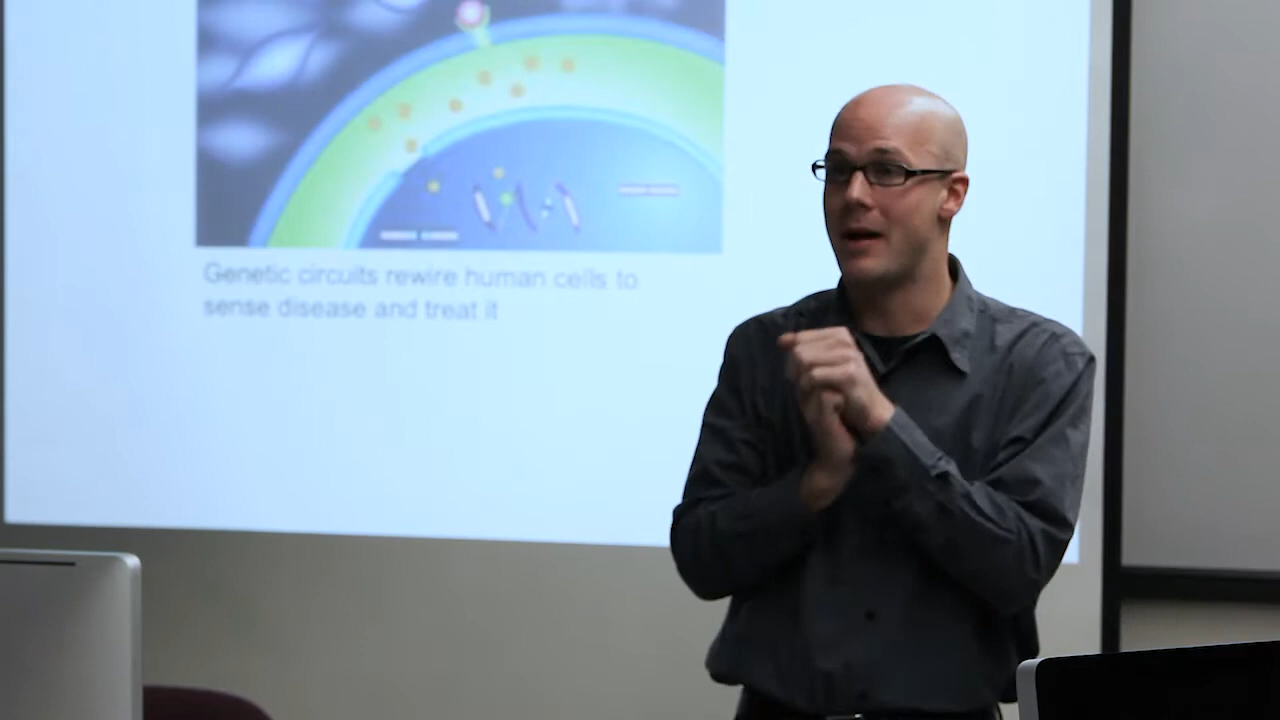 Genetic circuits rewire human cells to
sense disease and treat it